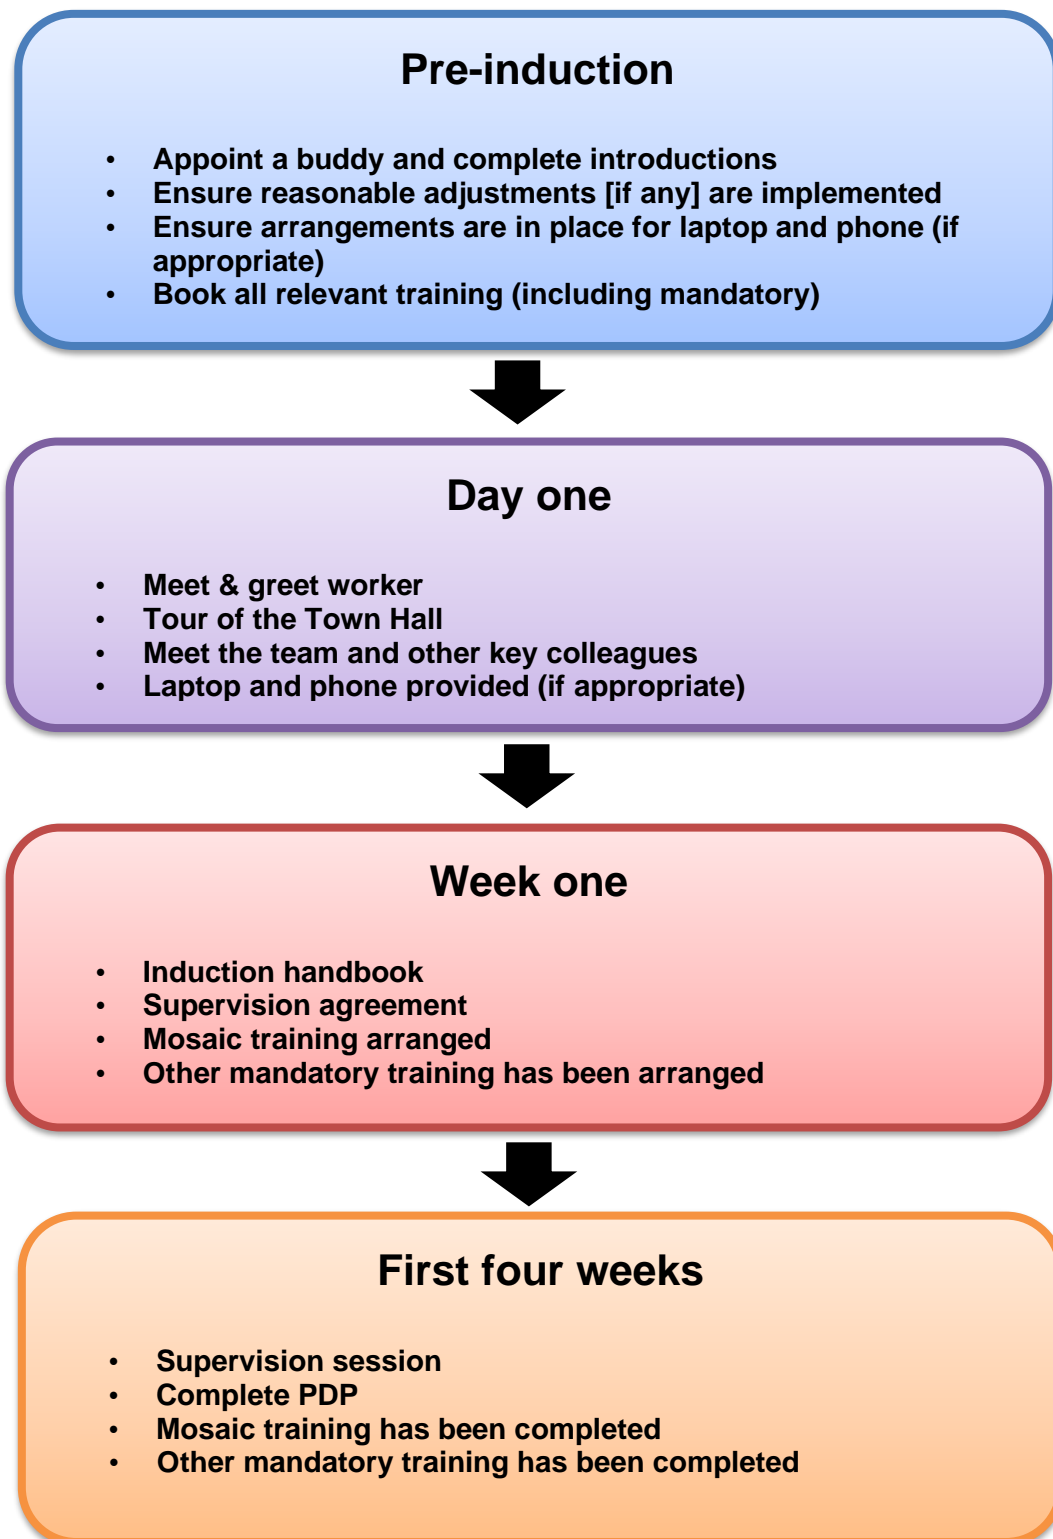 Pre-induction
• Appoint a buddy and complete introductions
• Ensure reasonable adjustments [if any] are implemented
• Ensure arrangements are in place for laptop and phone (if
appropriate)
• Book all relevant training (including mandatory)
Day one
• Meet & greet worker
• Tour of the Town Hall
• Meet the team and other key colleagues
• Laptop and phone provided (if appropriate)
Week one
• Induction handbook
• Supervision agreement
• Mosaic training arranged
• Other mandatory training has been arranged
First four weeks
• Supervision session
• Complete PDP
• Mosaic training has been completed
• Other mandatory training has been completed